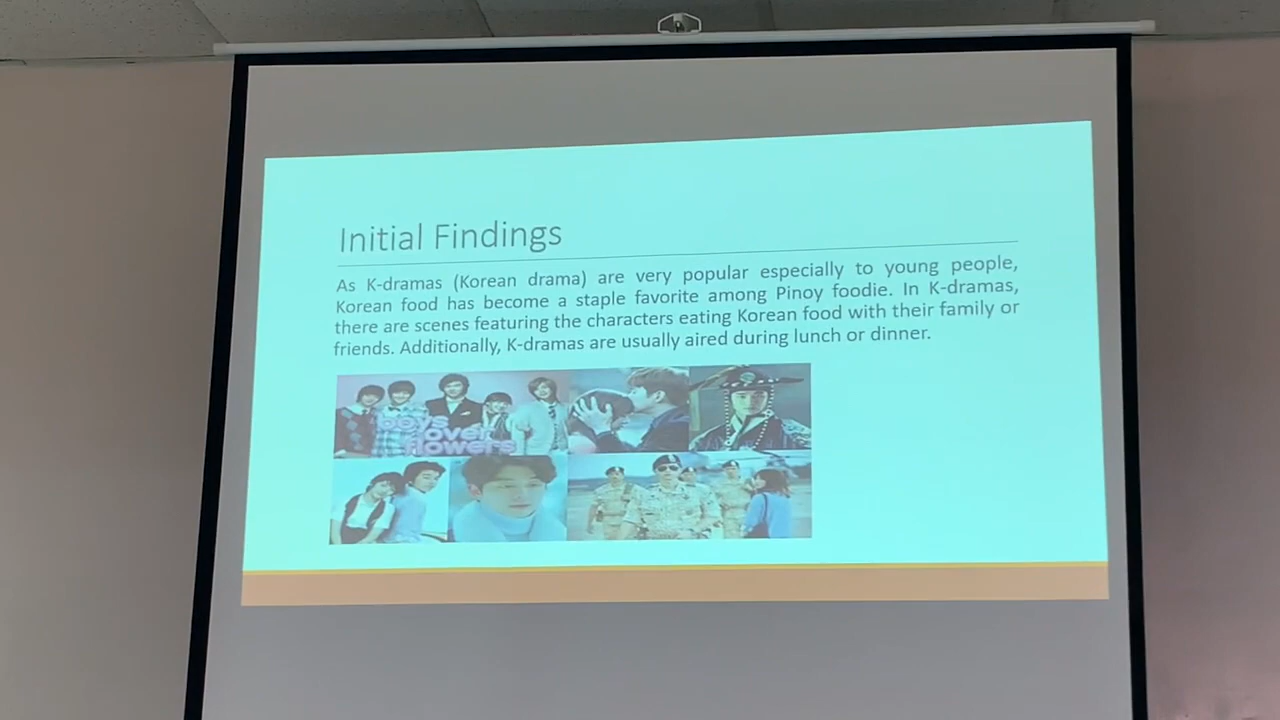 Initial Findings
As K-dramas (Korean drama) are very popular especially to young people,
Korean food has become a staple favorite among Pinoy foodie. In K-dramas,
there are scenes featuring the characters eating Korean food with their family or
friends. Additionally, K-dramas are usually aired during lunch or dinner.
boys
over
flowers